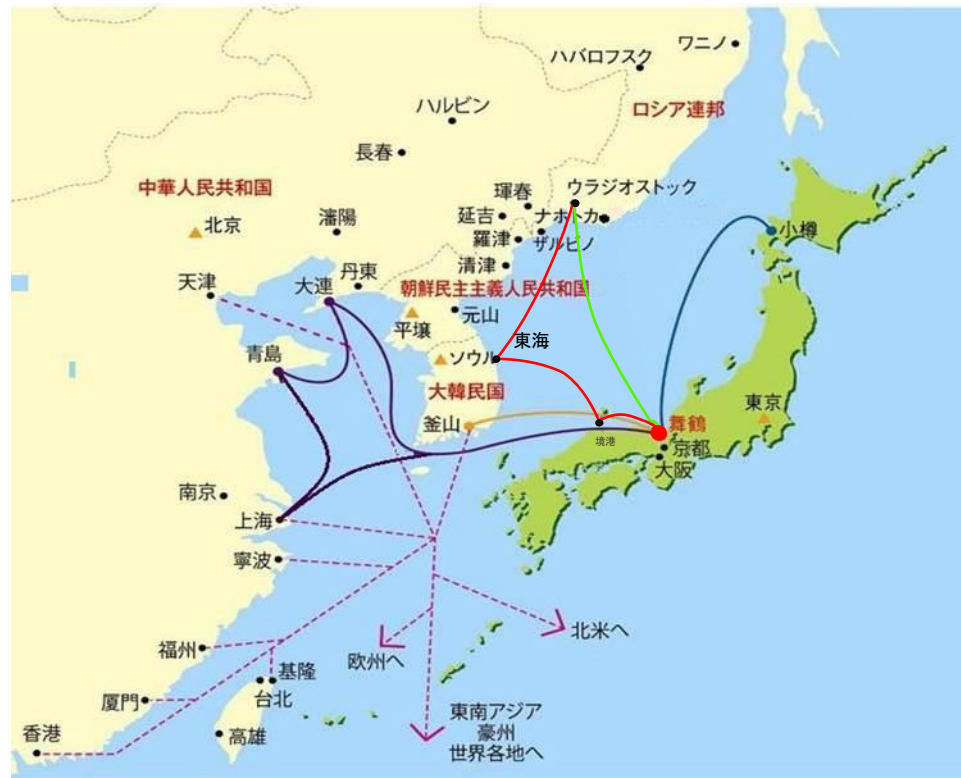 ワニノ
ハバロフスク
ロシア連邦
ハルビン
長春
中華人民共和国
琿春
ウラジオストック
北京
瀋陽
延吉
ナホトカ
小樽
羅津
ザルビノ
清津
天津
大連
丹東
朝鮮民主主義人民共和国
元山
平壌
東海
青島
ソウル
大韓民国
東京
釜山
舞鶴
境港
京都
大阪
南京
上海
寧波
北米へ
福州
欧州へ
基隆
台北
厦門
東南アジア
豪州
世界各地へ
香港
高雄